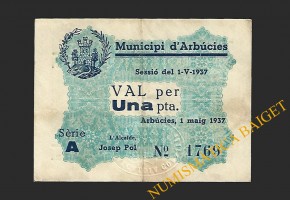 Municipi d'Arbúcies
Sessió del 1-V-1937
VAL per
Una pta.
Arbúcies, 1 maig 1937
Sèrie
A
L'Alcalde,
Josep Pol
Nº 1769
NUMISMATICA BAIGET